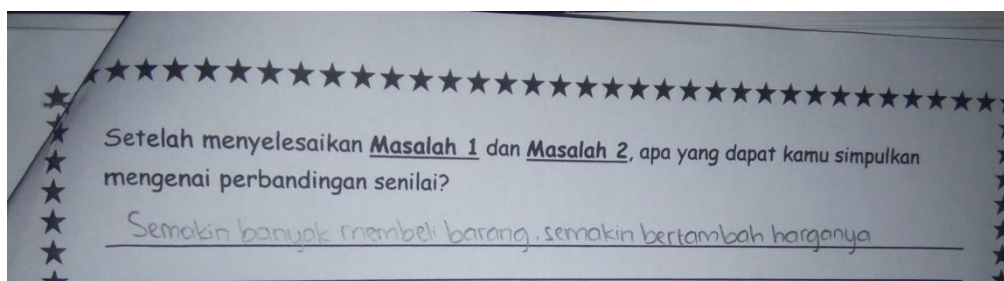 Setelah menyelesaikan Masalah 1 dan Masalah 2, apa yang dapat kamu simpulkan
mengenai perbandingan senilai?
Semakin banyak membeli barang. semakin bertambah harganya